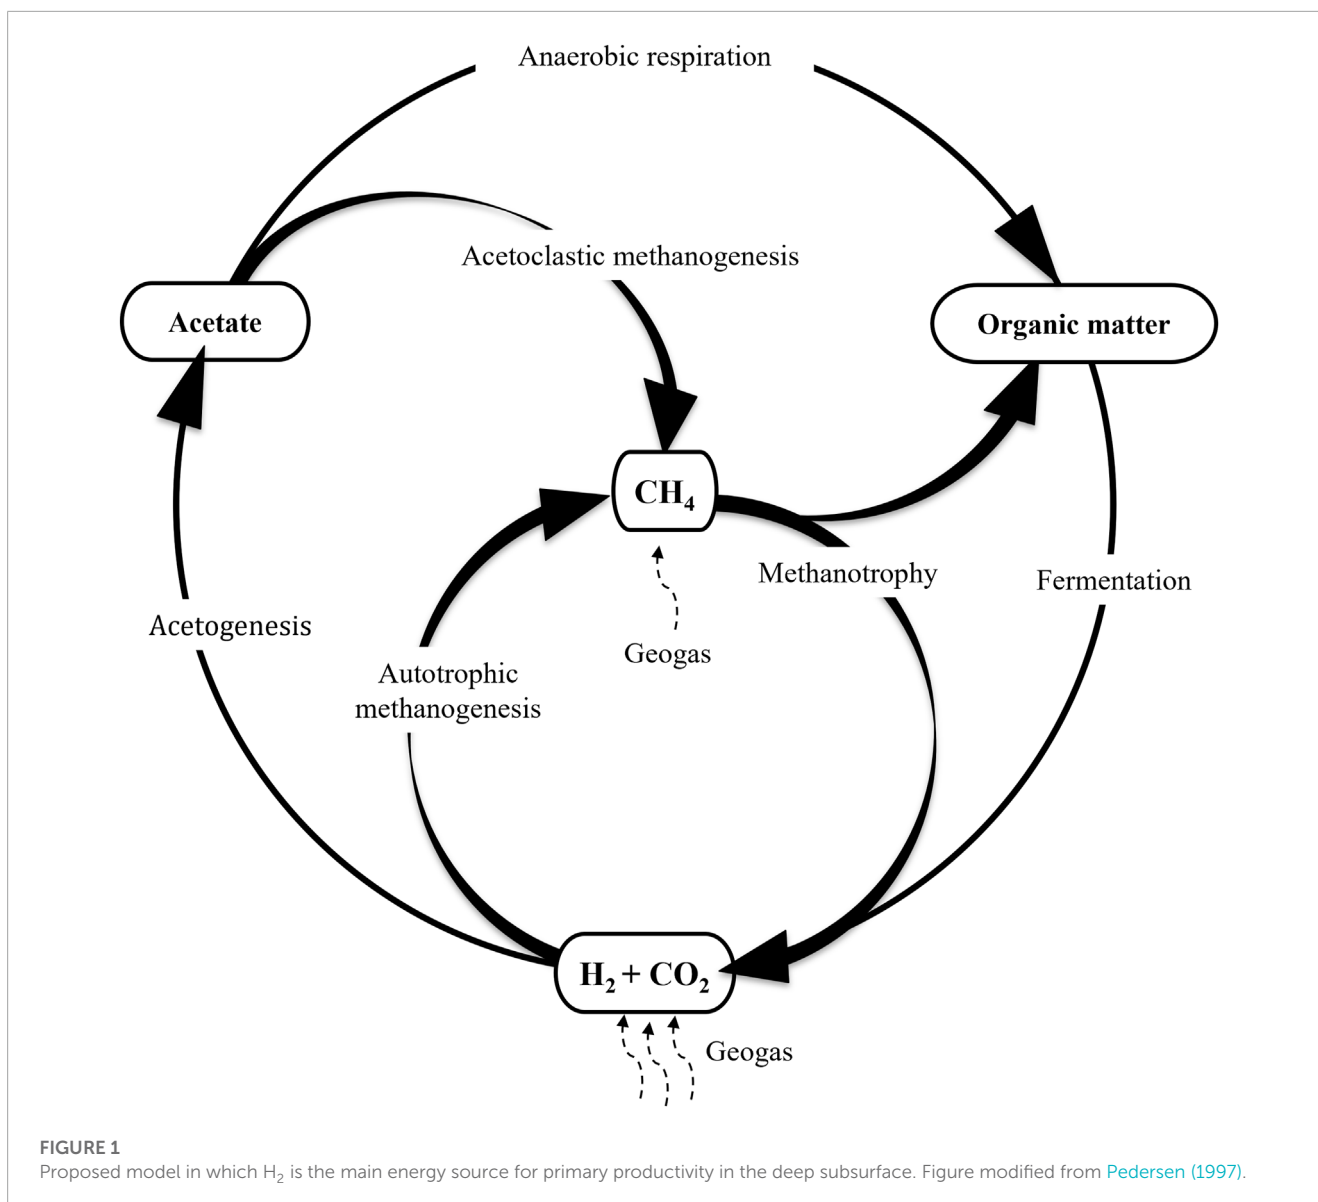 Anaerobic respiration
Acetoclastic methanogenesis
Acetate
Organic matter
CH₄
Methanotrophy
Fermentation
Geogas
Acetogenesis
Autotrophic
methanogenesis
H₂ + CO₂
Geogas
FIGURE 1
Proposed model in which H₂ is the main energy source for primary productivity in the deep subsurface. Figure modified from Pedersen (1997).